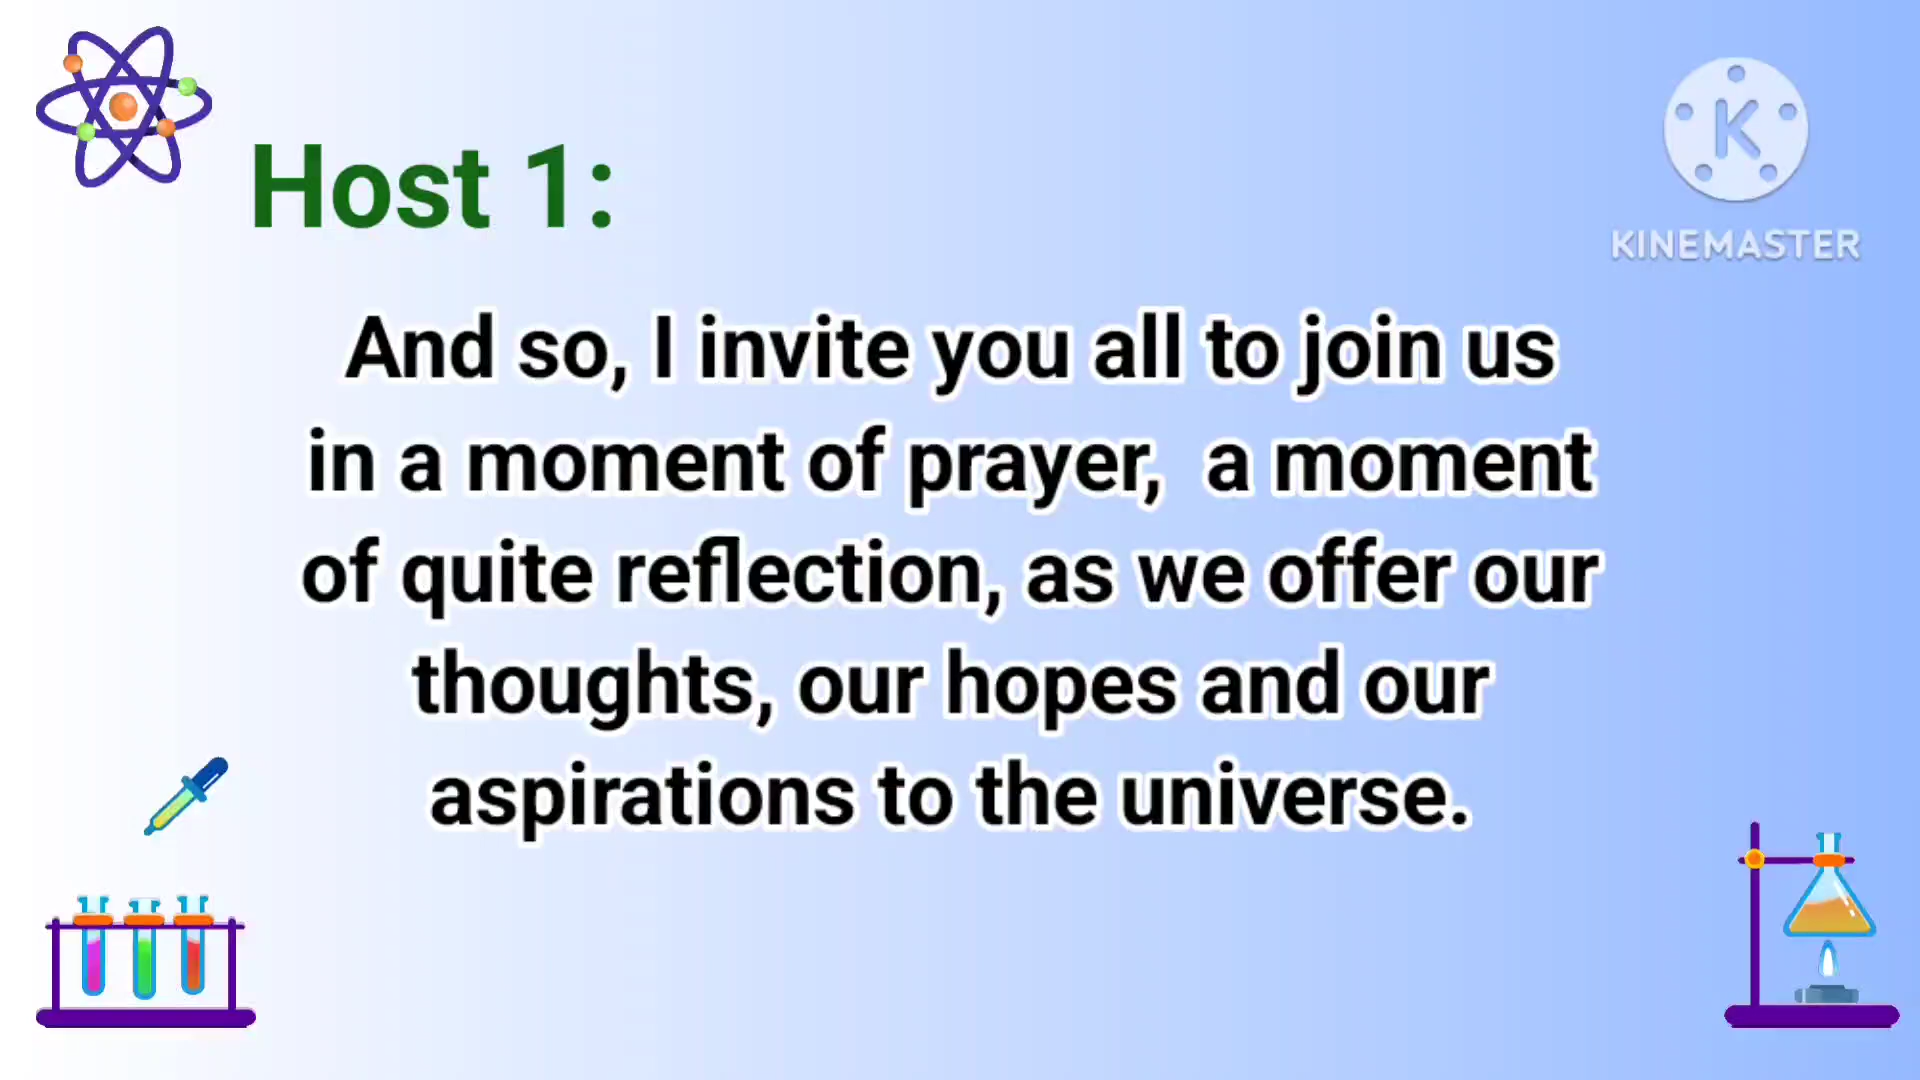 Host 1:
K
KINEMASTER
And so, I invite you all to join us
in a moment of prayer,  a moment
of quite reflection, as we offer our
thoughts, our hopes and our
aspirations to the universe.